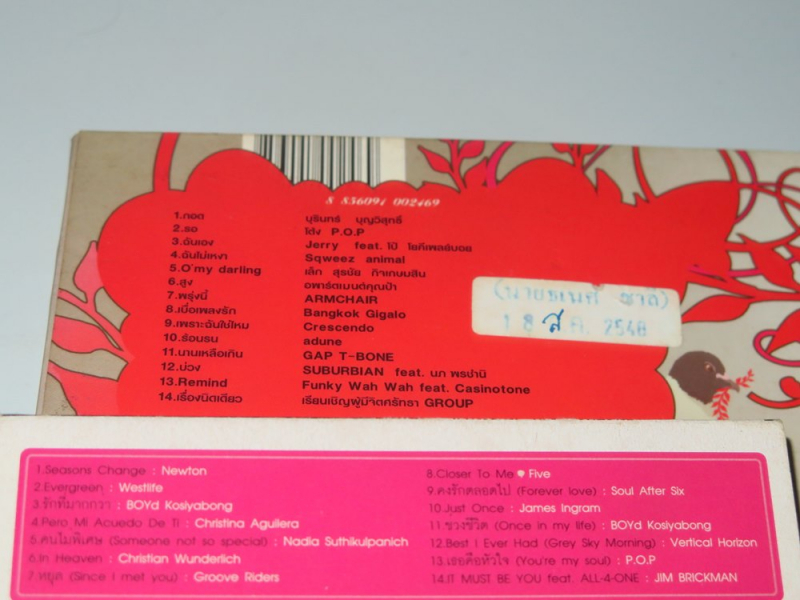 8 836091 002469
1.กอด บุรินทร์ บุญวิสุทธิ์
2.รอ โต๋ง P.O.P
3.ฉันเอง Jerry feat. โป้ โยคีเพลย์บอย
4.ฉันไม่เหงา Sqweez animal
5.O'my darling เล็ก สุรชัย กิจเกษมสิน
6.สูง อพาร์ตเมนต์คุณป้า
7.พรุ่งนี้ ARMCHAIR
8.เบื่อเพลงรัก Bangkok Gigalo
9.เพราะฉันใช่ไหม Crescendo
10.ร้อนรน adune
11.นานเหลือเกิน GAP T-BONE
12.ม่วง SUBURBIAN feat. นภ พรชำนิ
13.Remind Funky Wah Wah feat. Casinotone
14.เรื่องนิดเดียว เรียนเชิญผู้มีจิตศรัทธา GROUP
18 ส.ค. 2548
1.Seasons Change : Newton
2.Evergreen : Westlife
3.รักที่มากกว่า : BOYd Kosiyabong
4.Pero Mi Acuedo De Ti : Christina Aguilera
5.คนไม่พิเศษ (Someone not so special) : Nadia Suthikulpanich
6.In Heaven : Christian Wunderlich
7.หยุด (Since I met you) : Groove Riders
8.Closer To Me Five
9.คงรักตลอดไป (Forever love) : Soul After Six
10.Just Once : James Ingram
11.ช่วงชีวิต (Once in my life) : BOYd Kosiyabong
12.Best I Ever Had (Grey Sky Morning) : Vertical Horizon
13.เธอคือหัวใจ (You're my soul) : P.O.P
14.IT MUST BE YOU feat. ALL-4-ONE : JIM BRICKMAN